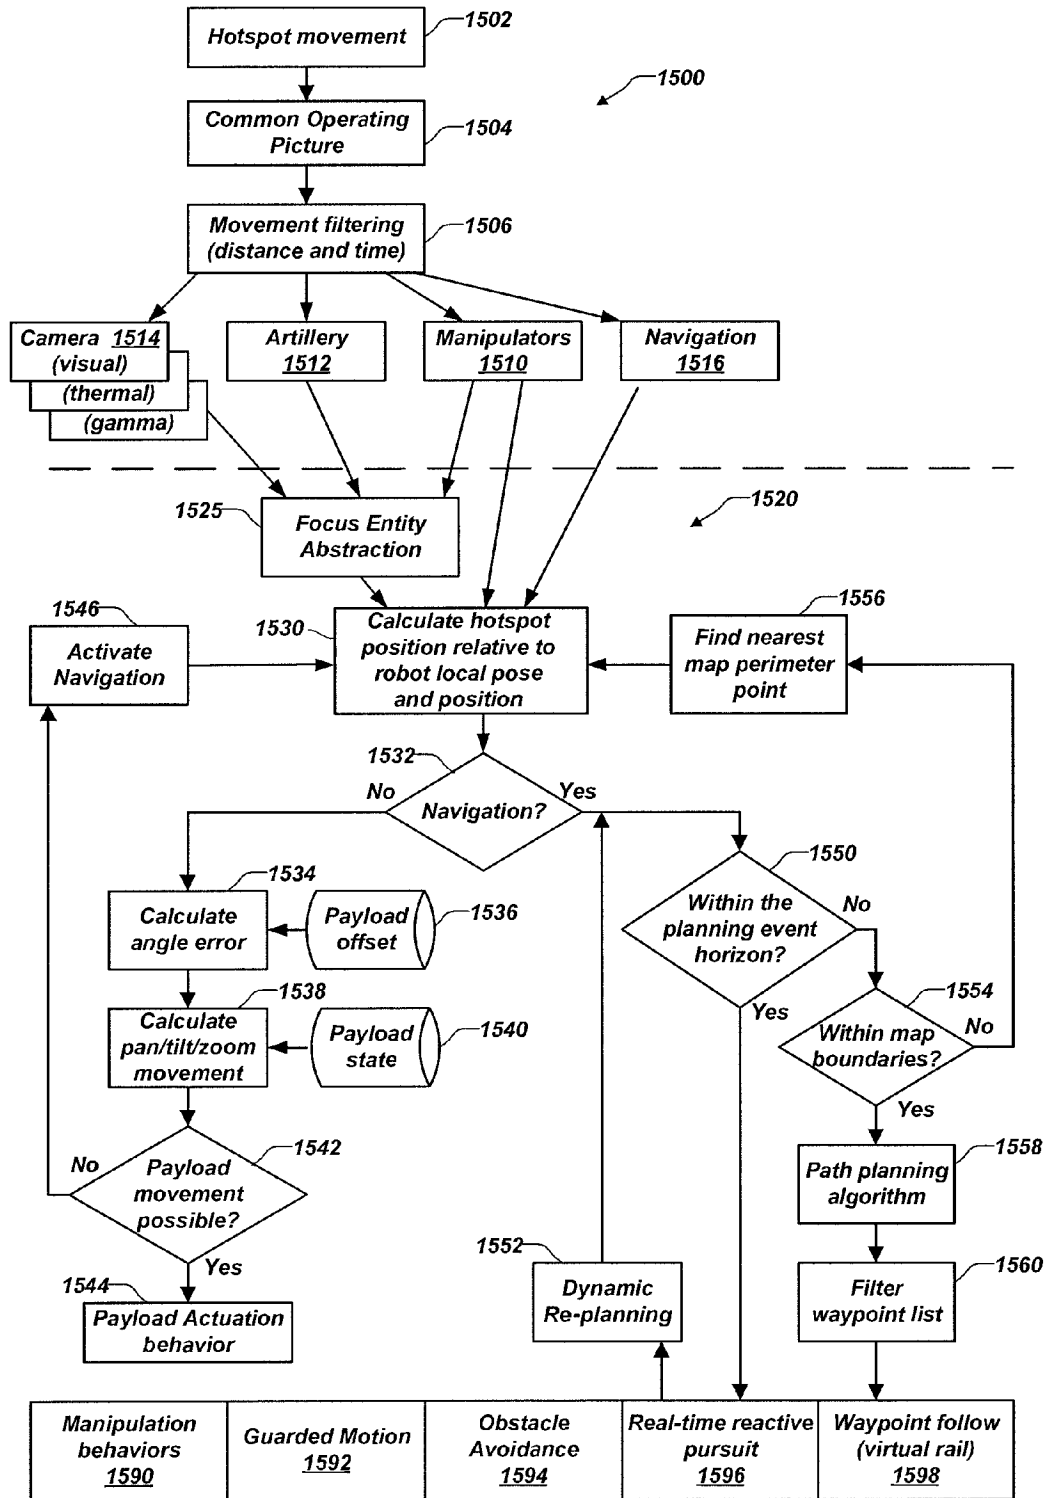 Hotspot movement
1502
1500
Common Operating
Picture
1504
Movement filtering
(distance and time)
1506
Camera 1514
(visual)
(thermal)
(gamma)
Artillery
1512
Manipulators
1510
Navigation
1516
1525
Focus Entity
Abstraction
1520
1546
Activate
Navigation
1530
Calculate hotspot
position relative to
robot local pose
and position
1556
Find nearest
map perimeter
point
1532
No
Navigation?
Yes
1534
Calculate
angle error
Payload
offset
1536
1550
Within the
planning event
horizon?
No
Yes
1538
Calculate
pan/tilt/zoom
movement
Payload
state
1540
1554
Within map
boundaries?
No
Yes
1542
No
Payload
movement
possible?
Yes
1558
Path planning
algorithm
1544
Payload Actuation
behavior
1552
Dynamic
Re-planning
1560
Filter
waypoint list
Manipulation
behaviors
1590
Guarded Motion
1592
Obstacle
Avoidance
1594
Real-time reactive
pursuit
1596
Waypoint follow
(virtual rail)
1598